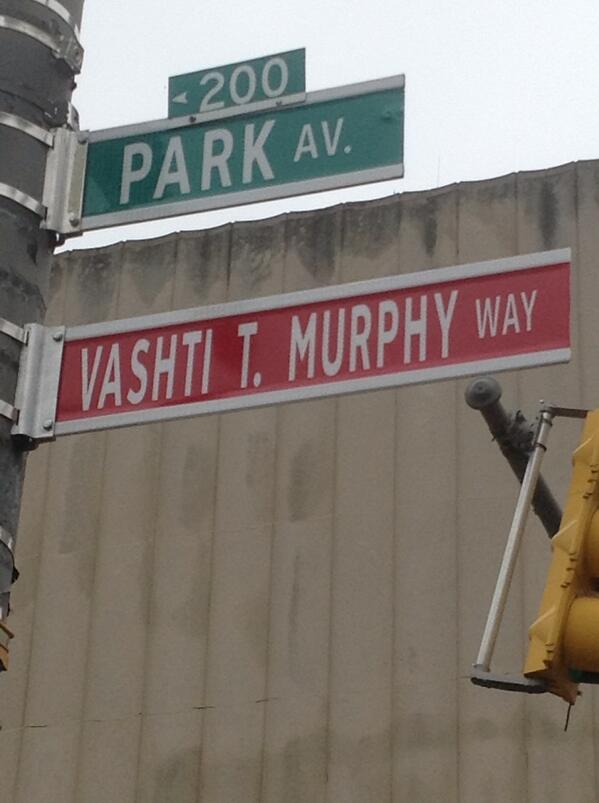 200
PARK AV.
VASHTI T. MURPHY WAY